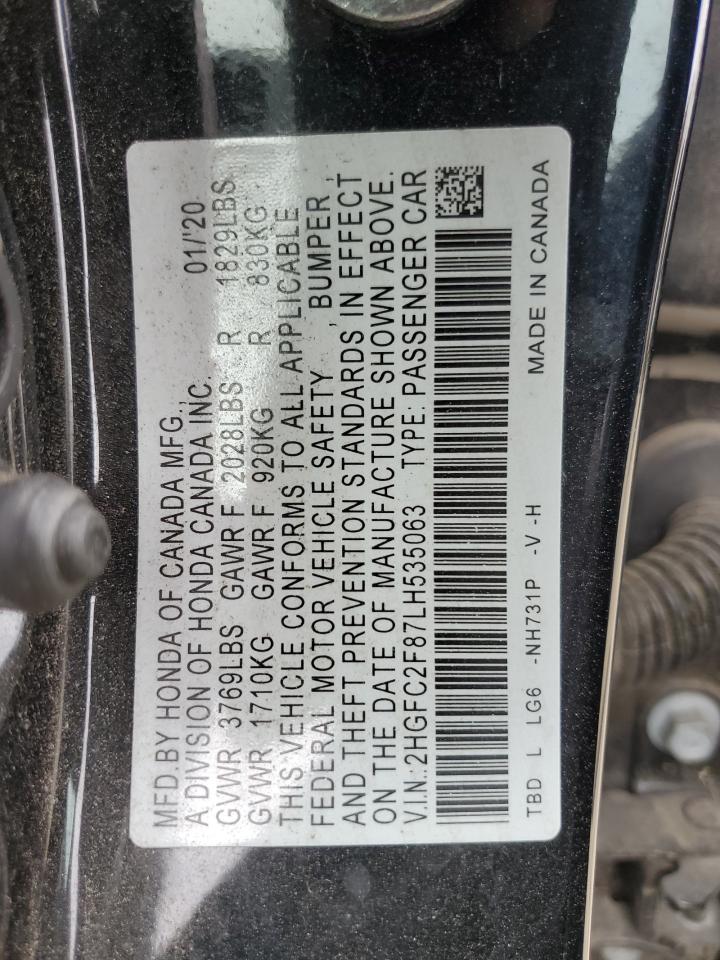 MFD.BY HONDA OF CANADA MFG.,
A DIVISION OF HONDA CANADA INC. 01/'20
GVWR 3769LBS GAWR F 2028LBS R 1829LBS
GVWR 1710KG GAWR F 920KG R 830KG
THIS VEHICLE CONFORMS TO ALL APPLICABLE
FEDERAL MOTOR VEHICLE SAFETY , BUMPER ,
AND THEFT PREVENTION STANDARDS IN EFFECT
ON THE DATE OF MANUFACTURE SHOWN ABOVE.
V.I.N.:2HGFC2F87LH535063 TYPE: PASSENGER CAR
TBD L LG6 -NH731P -V -H MADE IN CANADA